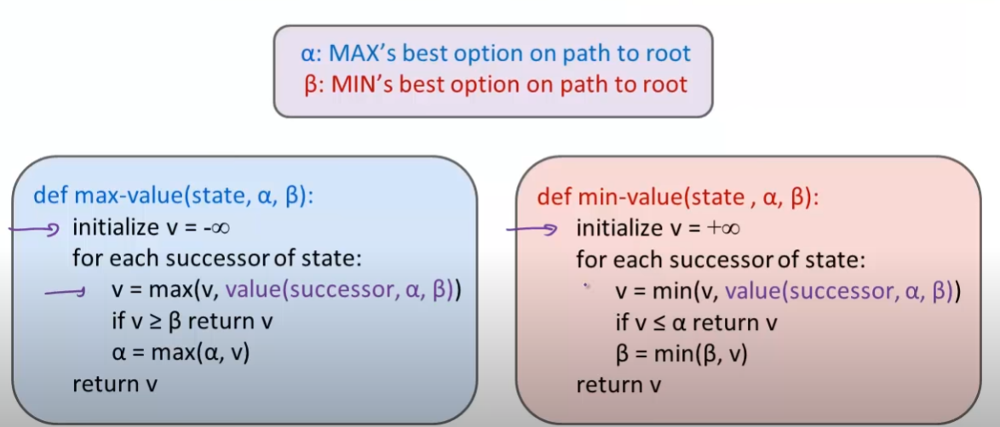 α: MAX's best option on path to root
β: MIN's best option on path to root
def max-value(state, α, β):
initialize v = -∞
for each successor of state:
v = max(v, value(successor, α, β))
if v ≥ β return v
α = max(α, v)
return v
def min-value(state , α, β):
initialize v = +∞
for each successor of state:
v = min(v, value(successor, α, β))
if v ≤ α return v
β = min(β, v)
return v